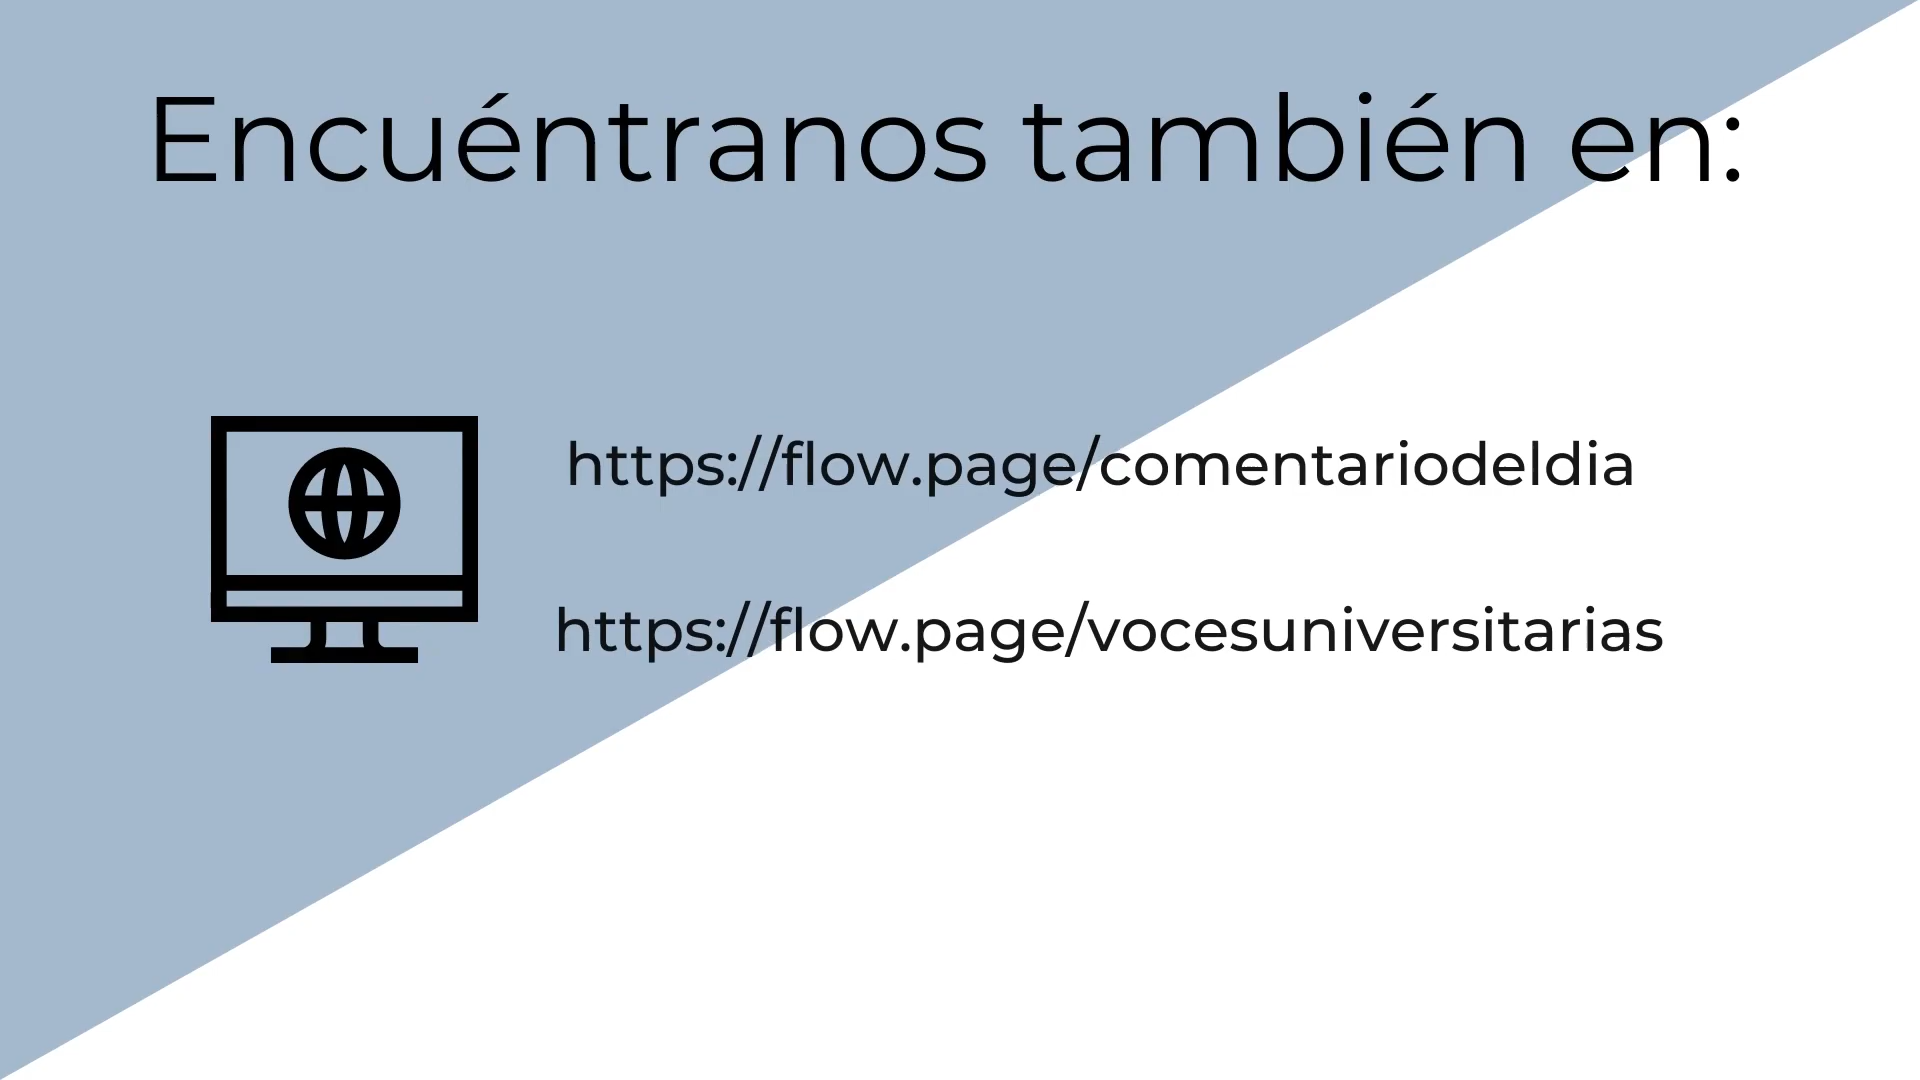 Encuéntranos también en:
https://flow.page/comentariodeldia
https://flow.page/vocesuniversitarias